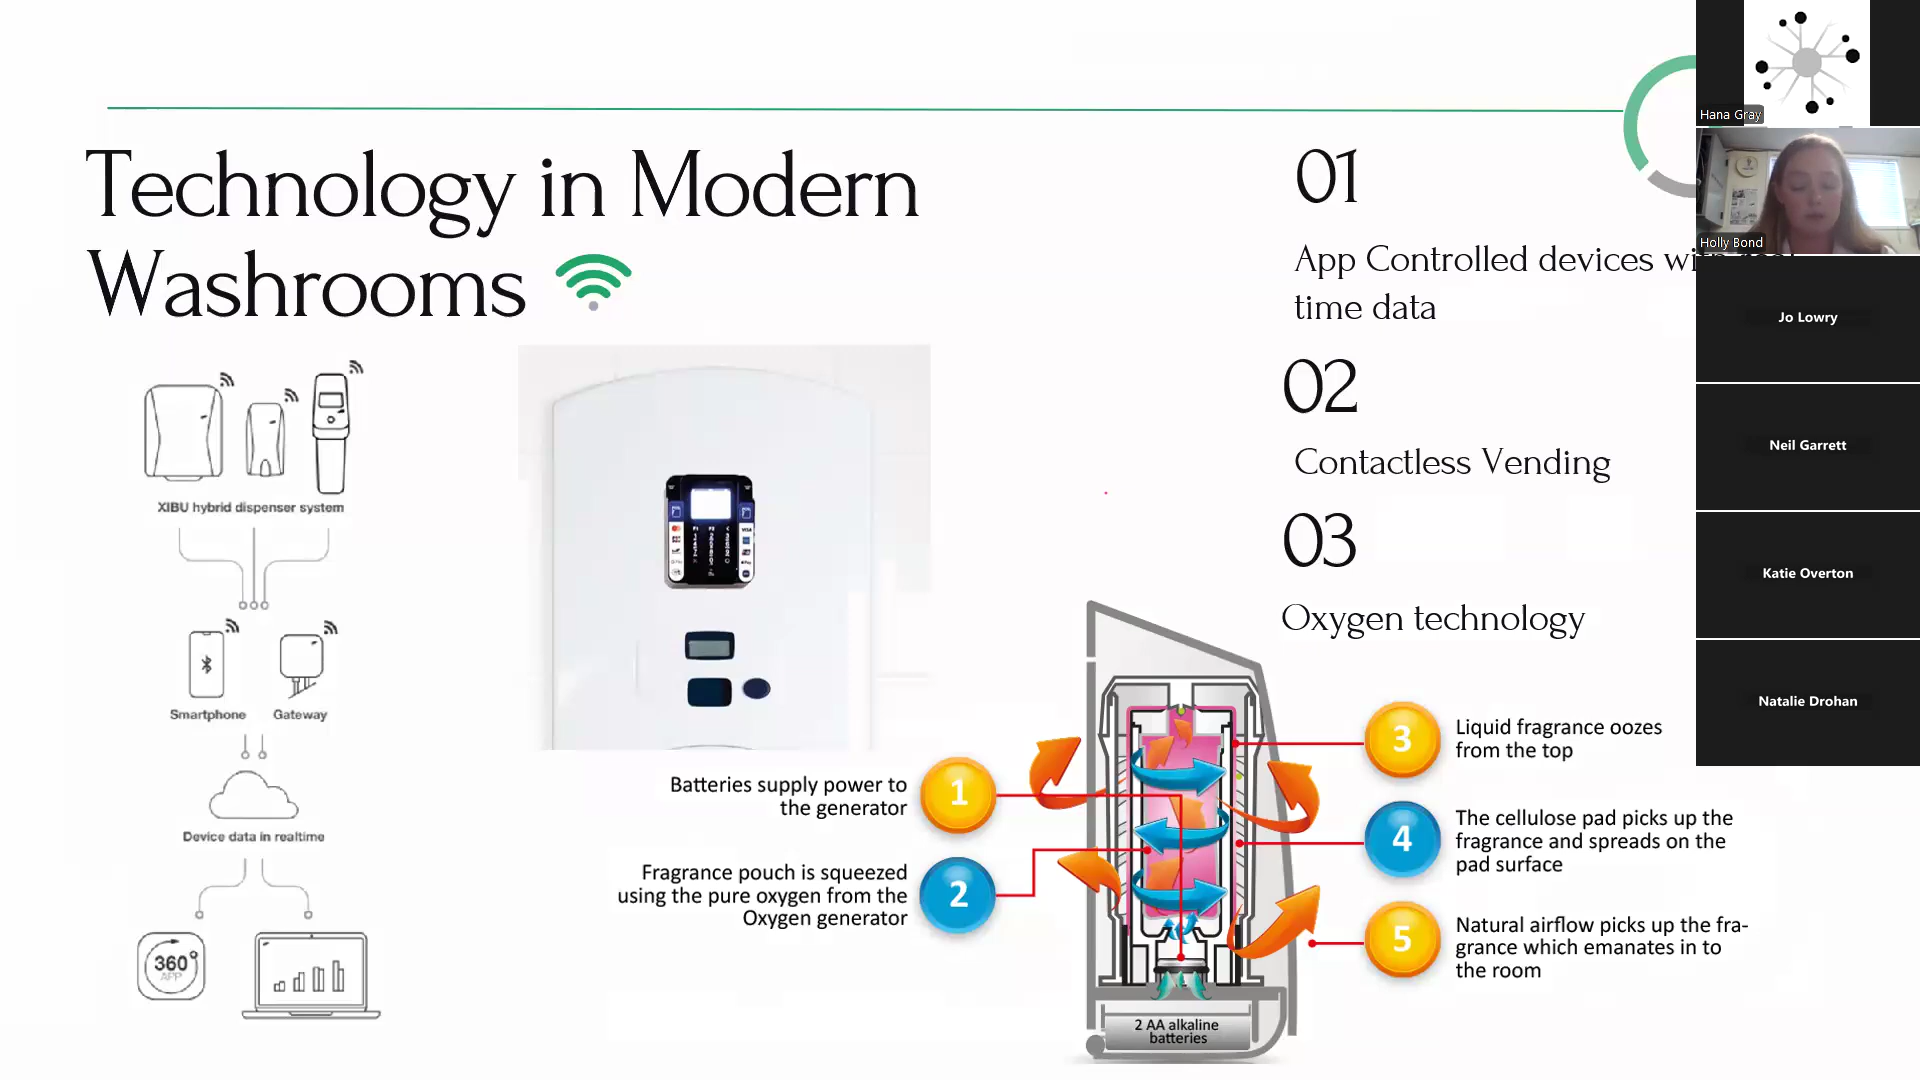 Technology in Modern
Washrooms
XIBU hybrid dispenser system
Smartphone
Gateway
Device data in realtime
360°
APP
01
App Controlled devices with
time data
02
Contactless Vending
03
Oxygen technology
1
Batteries supply power to
the generator
2
Fragrance pouch is squeezed
using the pure oxygen from the
Oxygen generator
3
Liquid fragrance oozes
from the top
4
The cellulose pad picks up the
fragrance and spreads on the
pad surface
5
Natural airflow picks up the fra-
grance which emanates in to
the room
2 AA alkaline
batteries
Hana Gray
Holly Bond
Jo Lowry
Neil Garrett
Katie Overton
Natalie Drohan